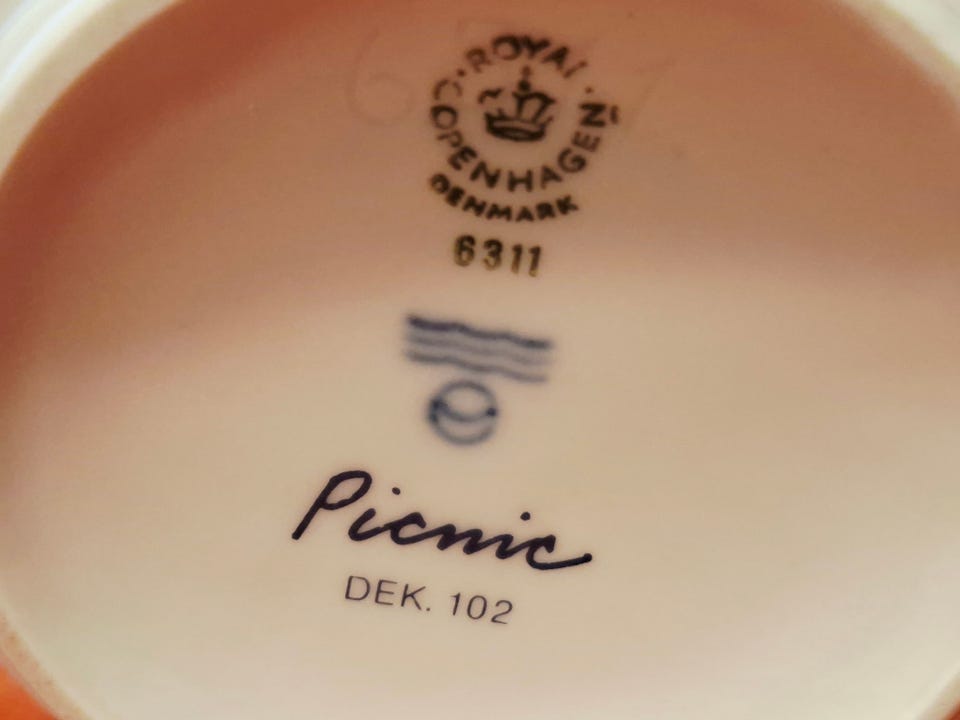 ROYAL
COPENHAGEN
DENMARK
6311
Picnic
DEK. 102